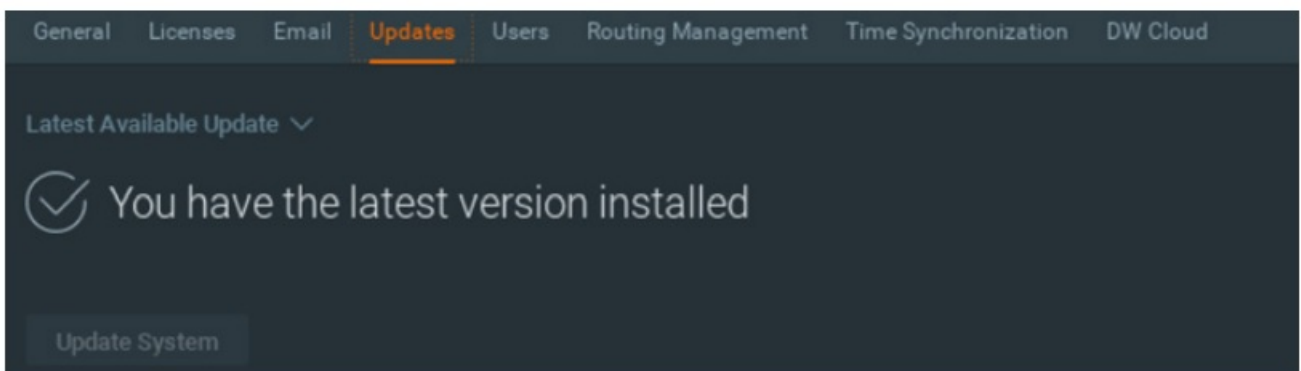 General Licenses Email Updates Users Routing Management Time Synchronization DW Cloud
Latest Available Update
You have the latest version installed
Update System